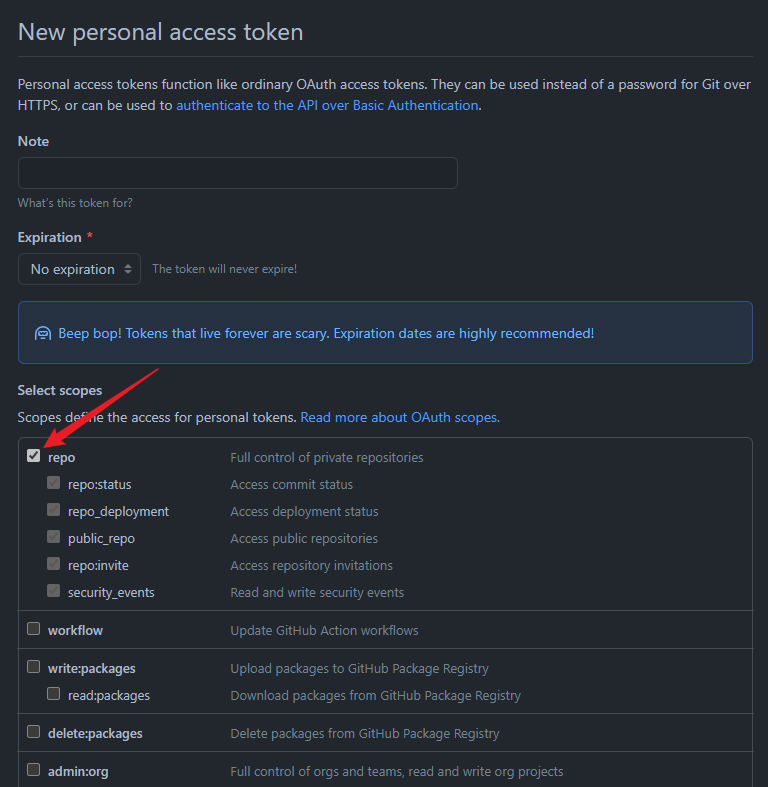 New personal access token
Personal access tokens function like ordinary OAuth access tokens. They can be used instead of a password for Git over
HTTPS, or can be used to authenticate to the API over Basic Authentication.
Note
What's this token for?
Expiration *
No expiration The token will never expire!
Beep bop! Tokens that live forever are scary. Expiration dates are highly recommended!
Select scopes
Scopes define the access for personal tokens. Read more about OAuth scopes.
repo Full control of private repositories
repo:status Access commit status
repo_deployment Access deployment status
public_repo Access public repositories
repo:invite Access repository invitations
security_events Read and write security events
workflow Update GitHub Action workflows
write:packages Upload packages to GitHub Package Registry
read:packages Download packages from GitHub Package Registry
delete:packages Delete packages from GitHub Package Registry
admin:org Full control of orgs and teams, read and write org projects